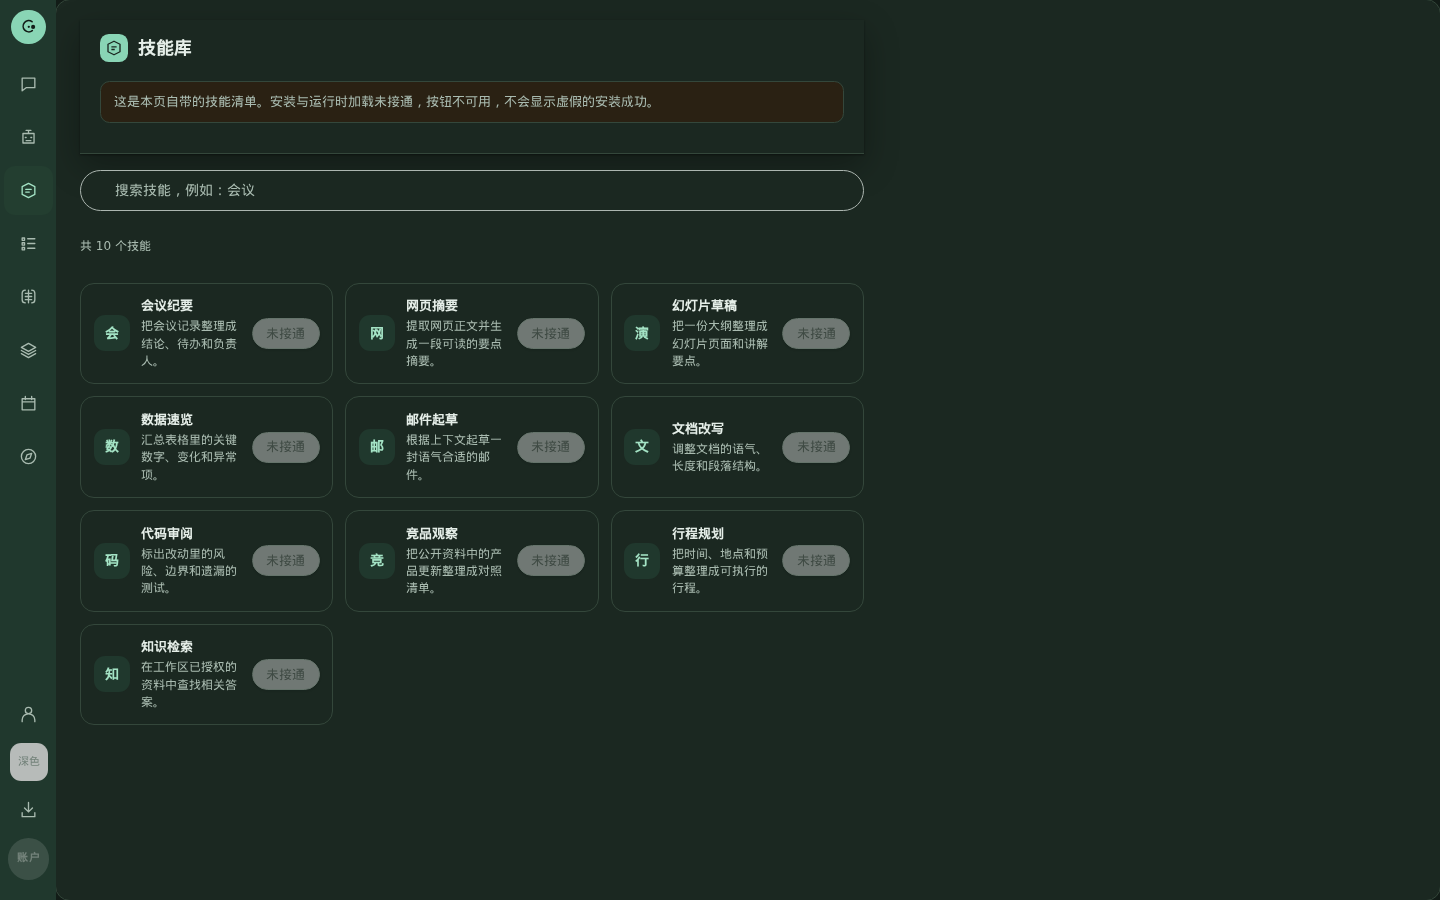 技能库
这是本页自带的技能清单。安装与运行时加载未接通，按钮不可用，不会显示虚假的安装成功。
搜索技能，例如：会议
共 10 个技能
会
会议纪要
把会议记录整理成
结论、待办和负责
人。
未接通
网
网页摘要
提取网页正文并生
成一段可读的要点
摘要。
未接通
演
幻灯片草稿
把一份大纲整理成
幻灯片页面和讲解
要点。
未接通
数
数据速览
汇总表格里的关键
数字、变化和异常
项。
未接通
邮
邮件起草
根据上下文起草一
封语气合适的邮
件。
未接通
文
文档改写
调整文档的语气、
长度和段落结构。
未接通
码
代码审阅
标出改动里的风
险、边界和遗漏的
测试。
未接通
竞
竞品观察
把公开资料中的产
品更新整理成对照
清单。
未接通
行
行程规划
把时间、地点和预
算整理成可执行的
行程。
未接通
知
知识检索
在工作区已授权的
资料中查找相关答
案。
未接通
深色
账户